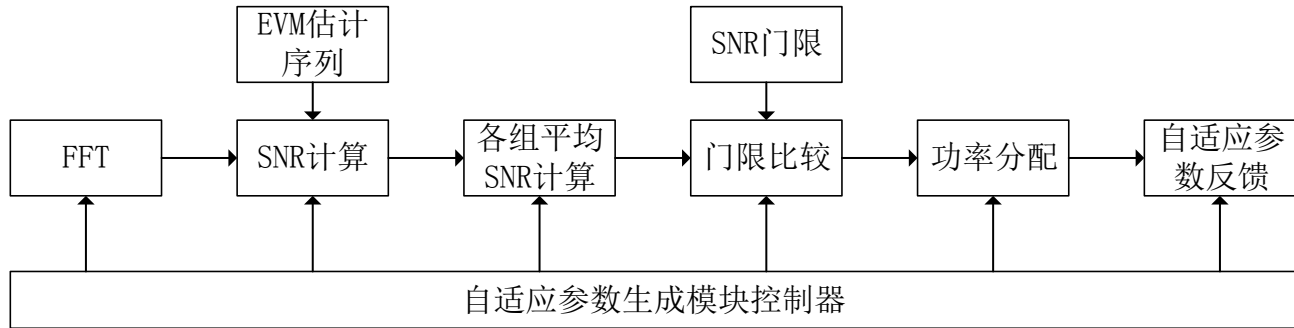 EVM估计
序列
SNR门限
FFT
SNR计算
各组平均
SNR计算
门限比较
功率分配
自适应参
数反馈
自适应参数生成模块控制器